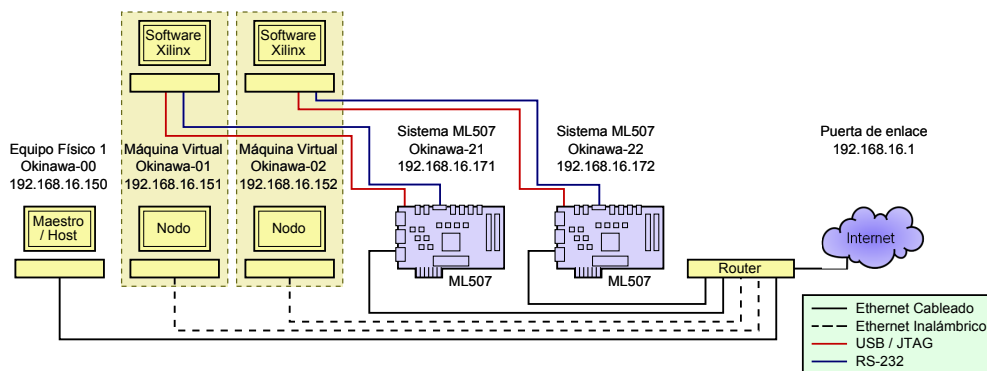 Software
Xilinx
Software
Xilinx
Equipo Físico 1
Okinawa-00
192.168.16.150
Máquina Virtual
Okinawa-01
192.168.16.151
Máquina Virtual
Okinawa-02
192.168.16.152
Sistema ML507
Okinawa-21
192.168.16.171
Sistema ML507
Okinawa-22
192.168.16.172
Puerta de enlace
192.168.16.1
Maestro
/ Host
Nodo
Nodo
ML507
ML507
Router
Internet
Ethernet Cableado
Ethernet Inalámbrico
USB / JTAG
RS-232